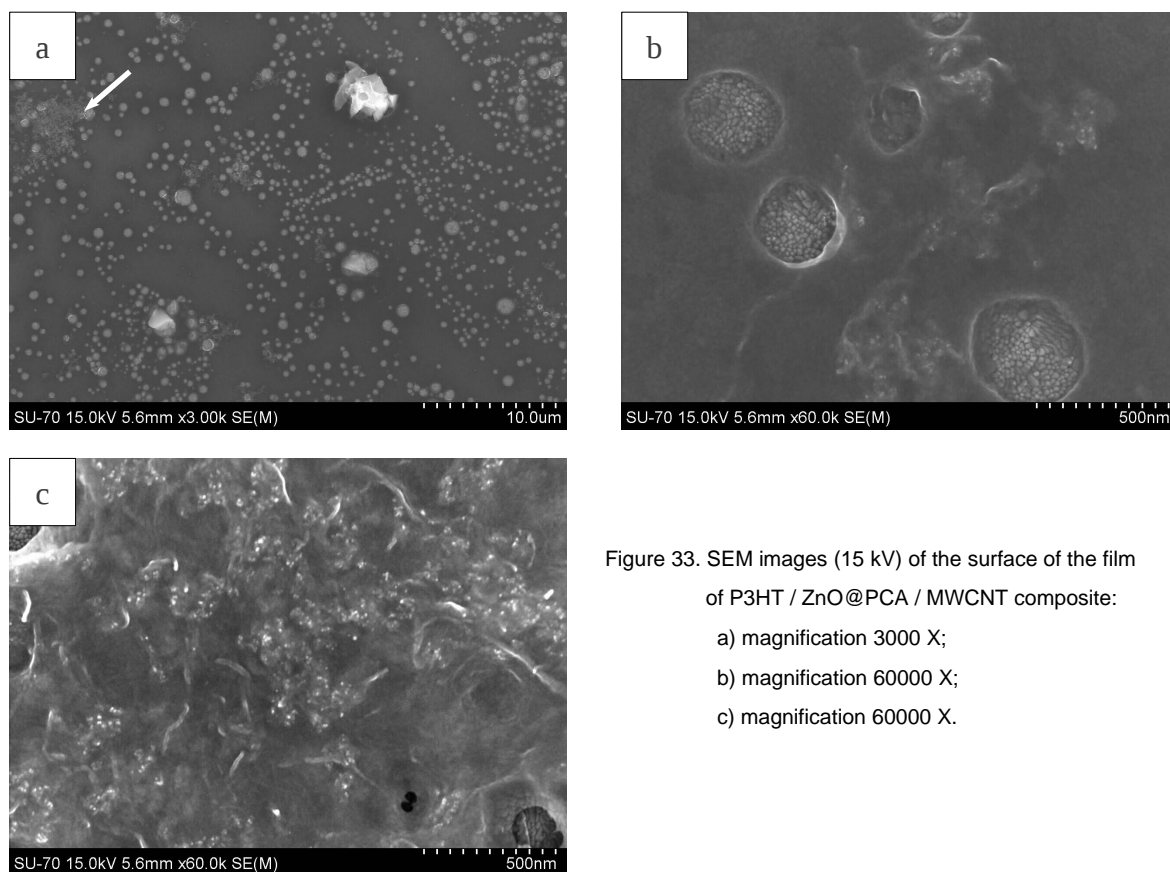 a
SU-70 15.0kV 5.6mm x3.00k SE(M) 10.0um
b
SU-70 15.0kV 5.6mm x60.0k SE(M) 500nm
c
SU-70 15.0kV 5.6mm x60.0k SE(M) 500nm
Figure 33. SEM images (15 kV) of the surface of the film
of P3HT / ZnO@PCA / MWCNT composite:
a) magnification 3000 X;
b) magnification 60000 X;
c) magnification 60000 X.